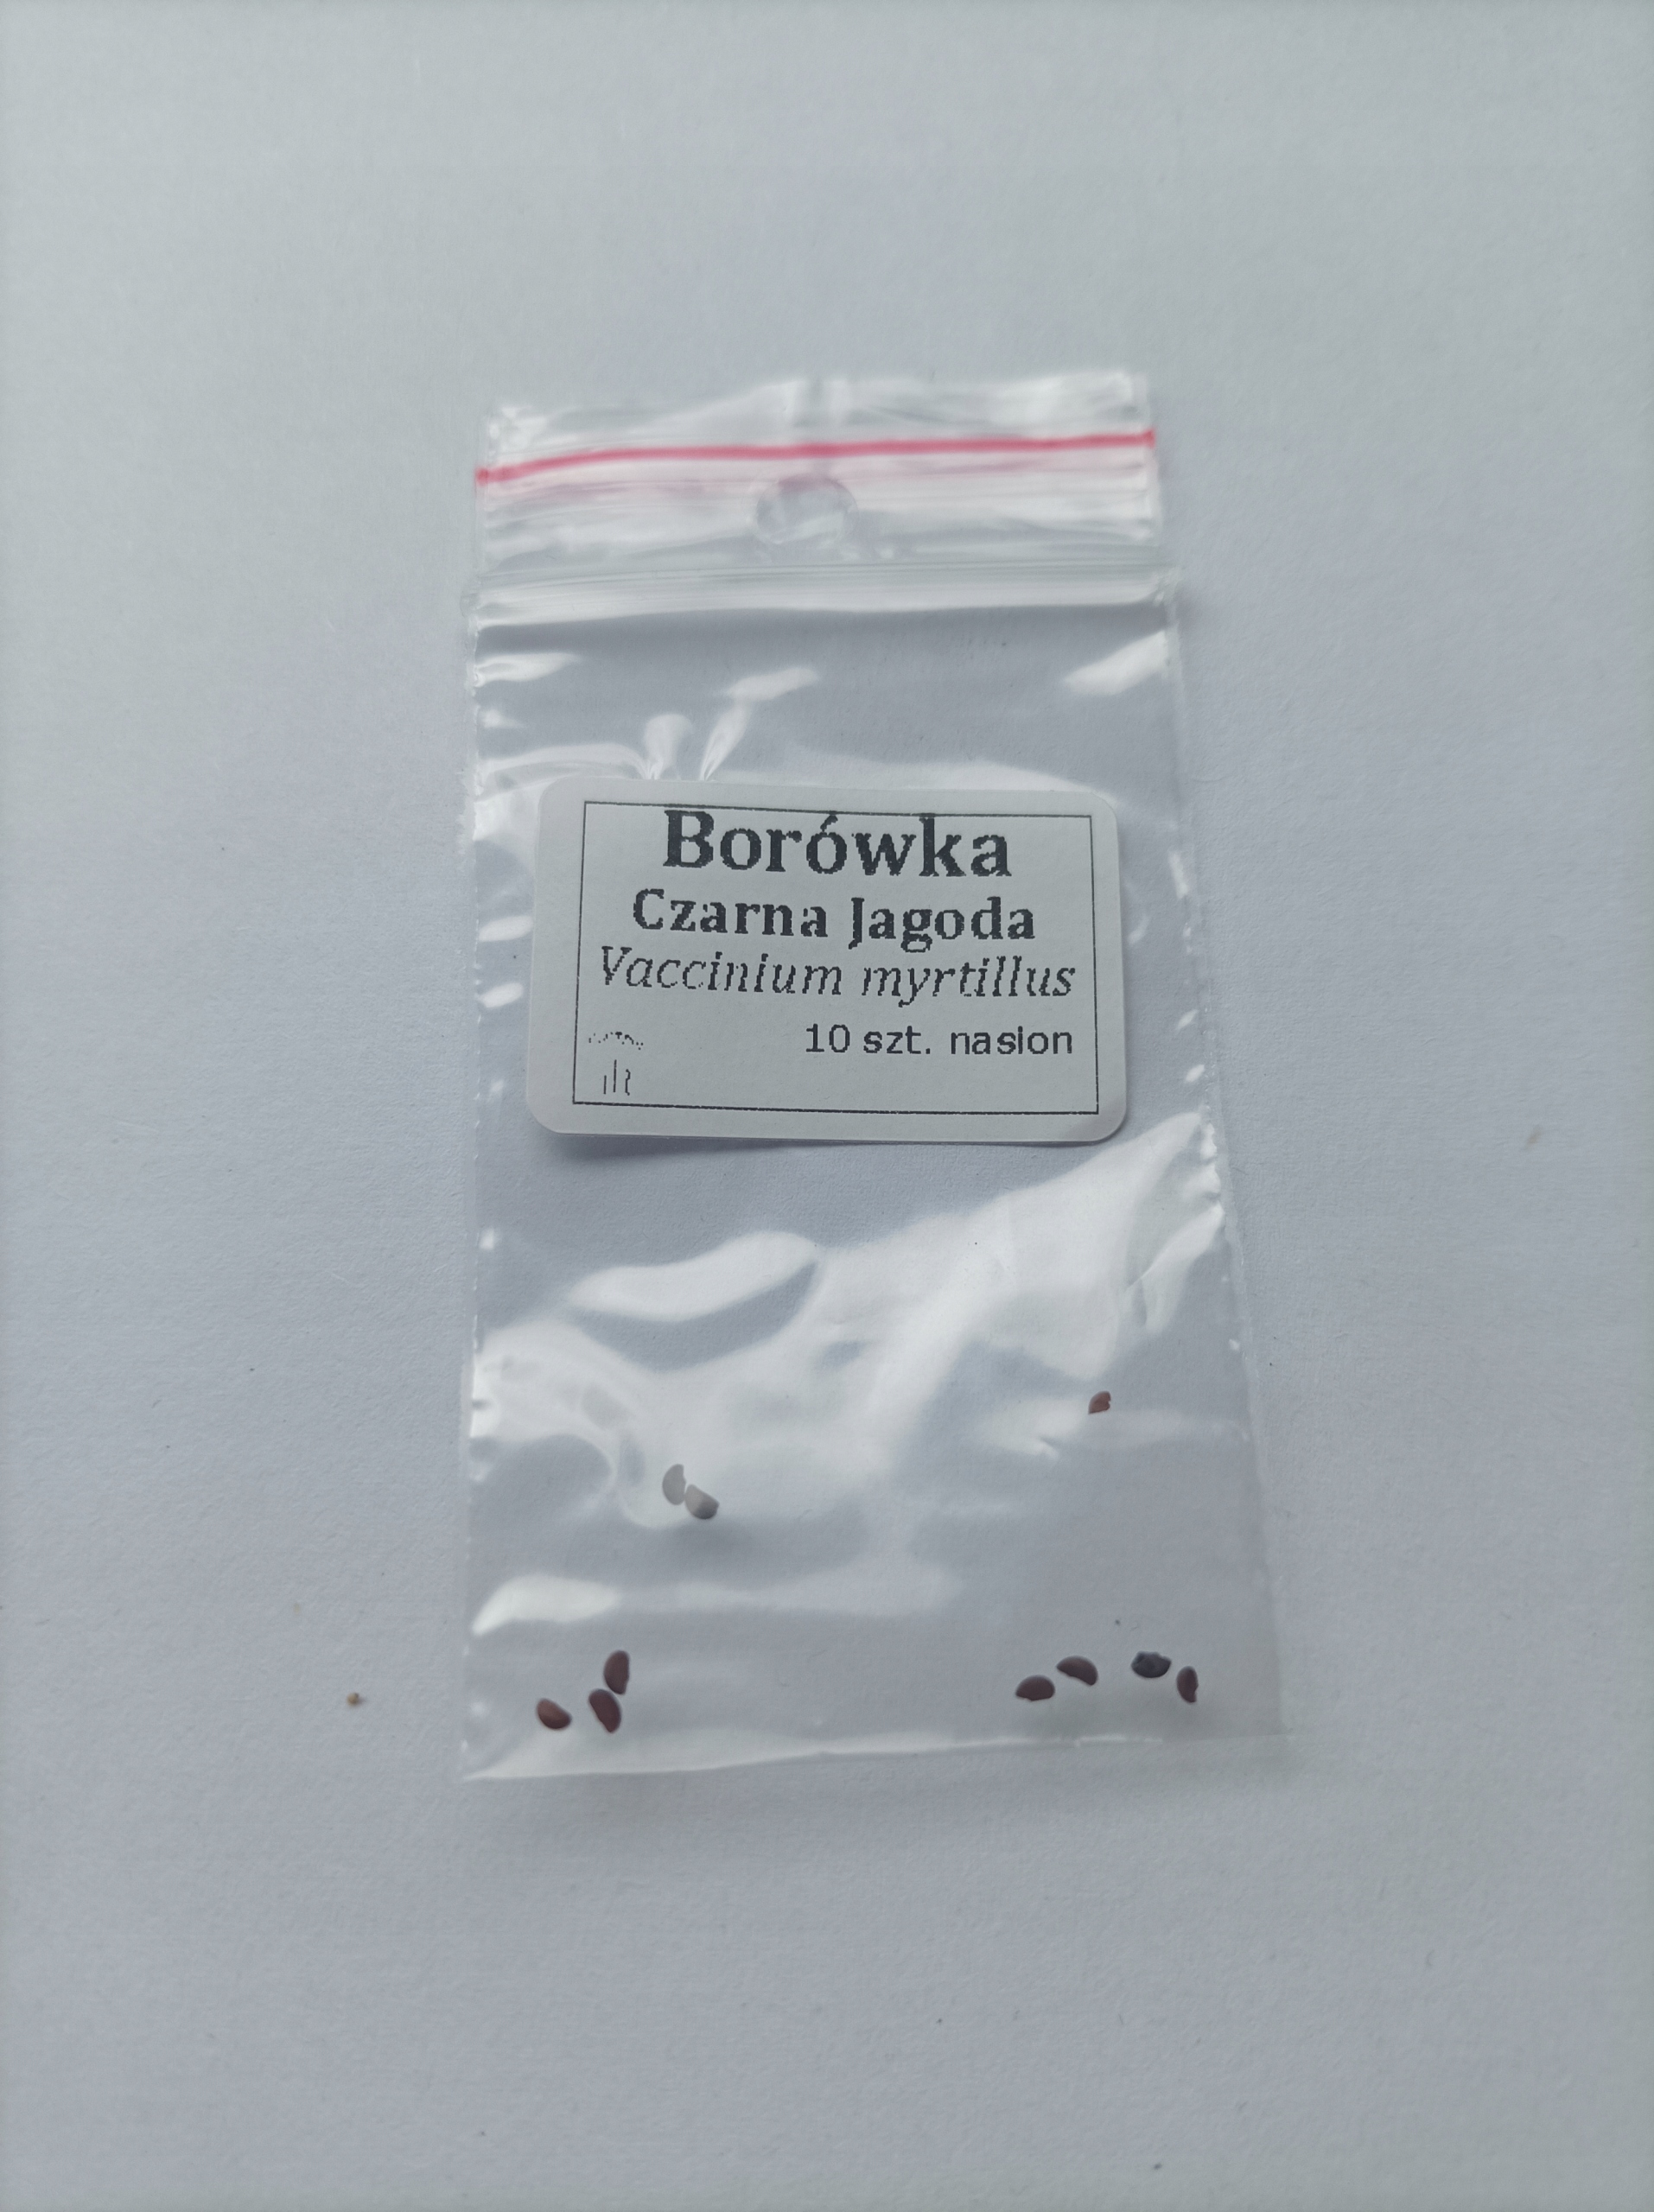 Borówka
Czarna Jagoda
Vaccinium myrtillus
10 szt. nasion